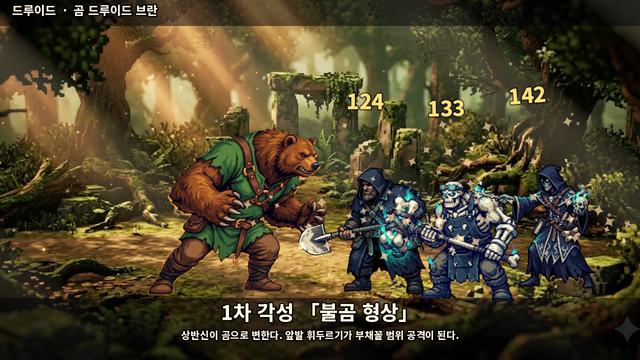 드루이드 · 곰 드루이드 브란
124
133
142
1차 각성 「불곰 형상」
상반신이 곰으로 변한다. 앞발 휘두르기가 부채꼴 범위 공격이 된다.